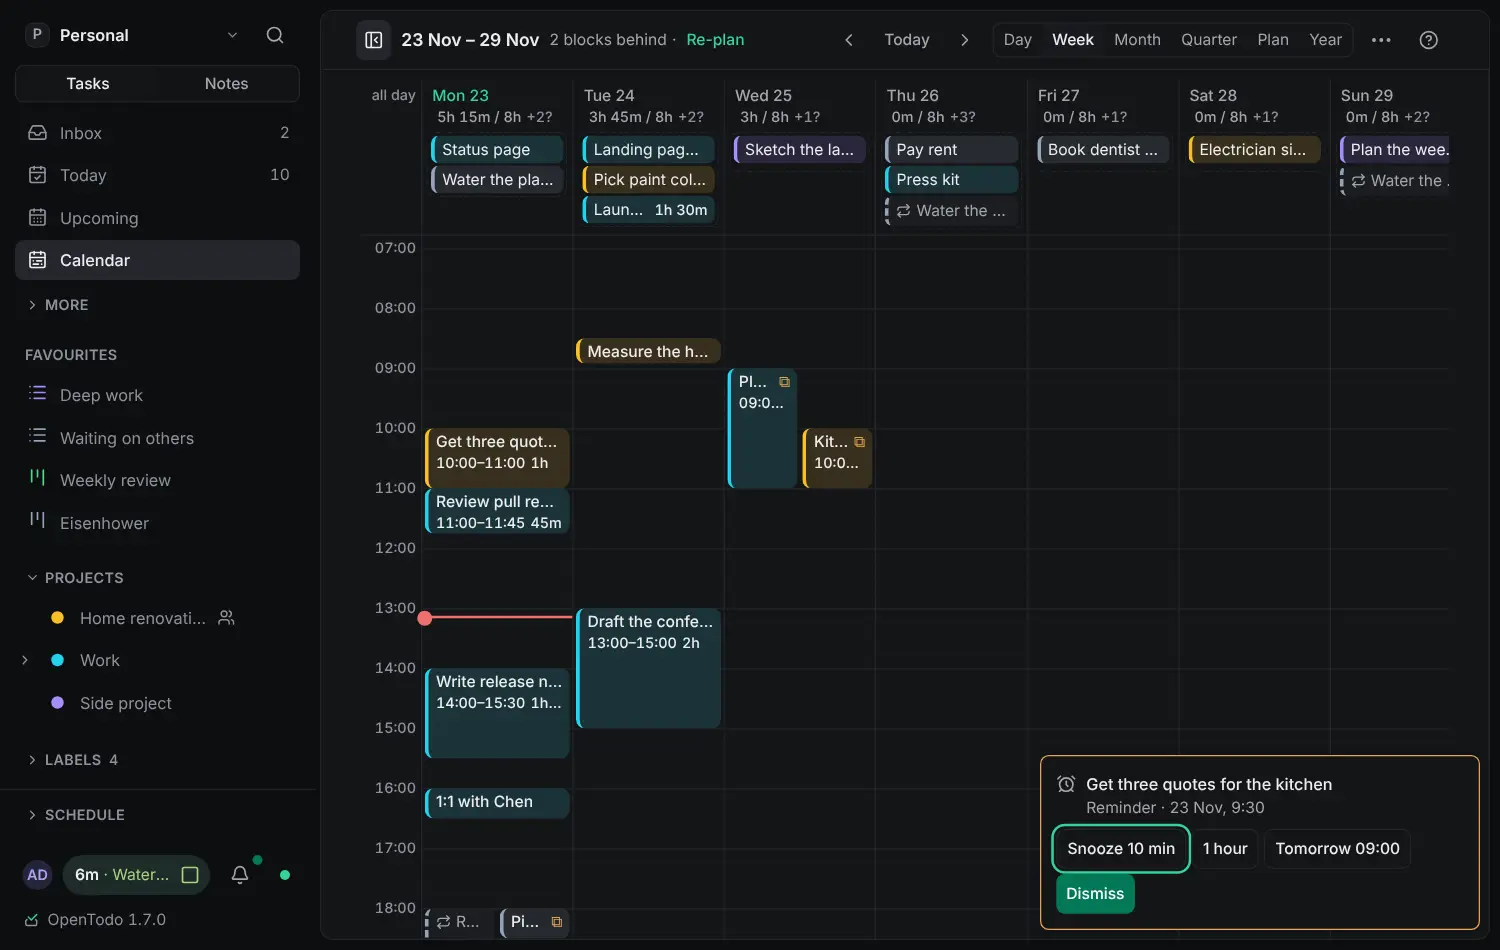 P Personal
Tasks Notes
Inbox 2
Today 10
Upcoming
Calendar
MORE
FAVOURITES
Deep work
Waiting on others
Weekly review
Eisenhower
PROJECTS
Home renovati...
Work
Side project
LABELS 4
SCHEDULE
AD 6m · Water...
OpenTodo 1.7.0
23 Nov – 29 Nov 2 blocks behind · Re-plan
Today
Day Week Month Quarter Plan Year
all day
Mon 23
5h 15m / 8h +2?
Status page
Water the pla...
Tue 24
3h 45m / 8h +2?
Landing pag...
Pick paint col...
Laun... 1h 30m
Wed 25
3h / 8h +1?
Sketch the la...
Thu 26
0m / 8h +3?
Pay rent
Press kit
Water the ...
Fri 27
0m / 8h +1?
Book dentist ...
Sat 28
0m / 8h +1?
Electrician si...
Sun 29
0m / 8h +2?
Plan the wee.
Water the .
07:00
08:00
09:00
10:00
11:00
12:00
13:00
14:00
15:00
16:00
17:00
18:00
Get three quot...
10:00–11:00 1h
Review pull re...
11:00–11:45 45m
Write release n...
14:00–15:30 1h...
1:1 with Chen
R...
Pi...
Measure the h...
Draft the confe...
13:00–15:00 2h
Pl...
09:0...
Kit...
10:0...
Get three quotes for the kitchen
Reminder · 23 Nov, 9:30
Snooze 10 min 1 hour Tomorrow 09:00
Dismiss